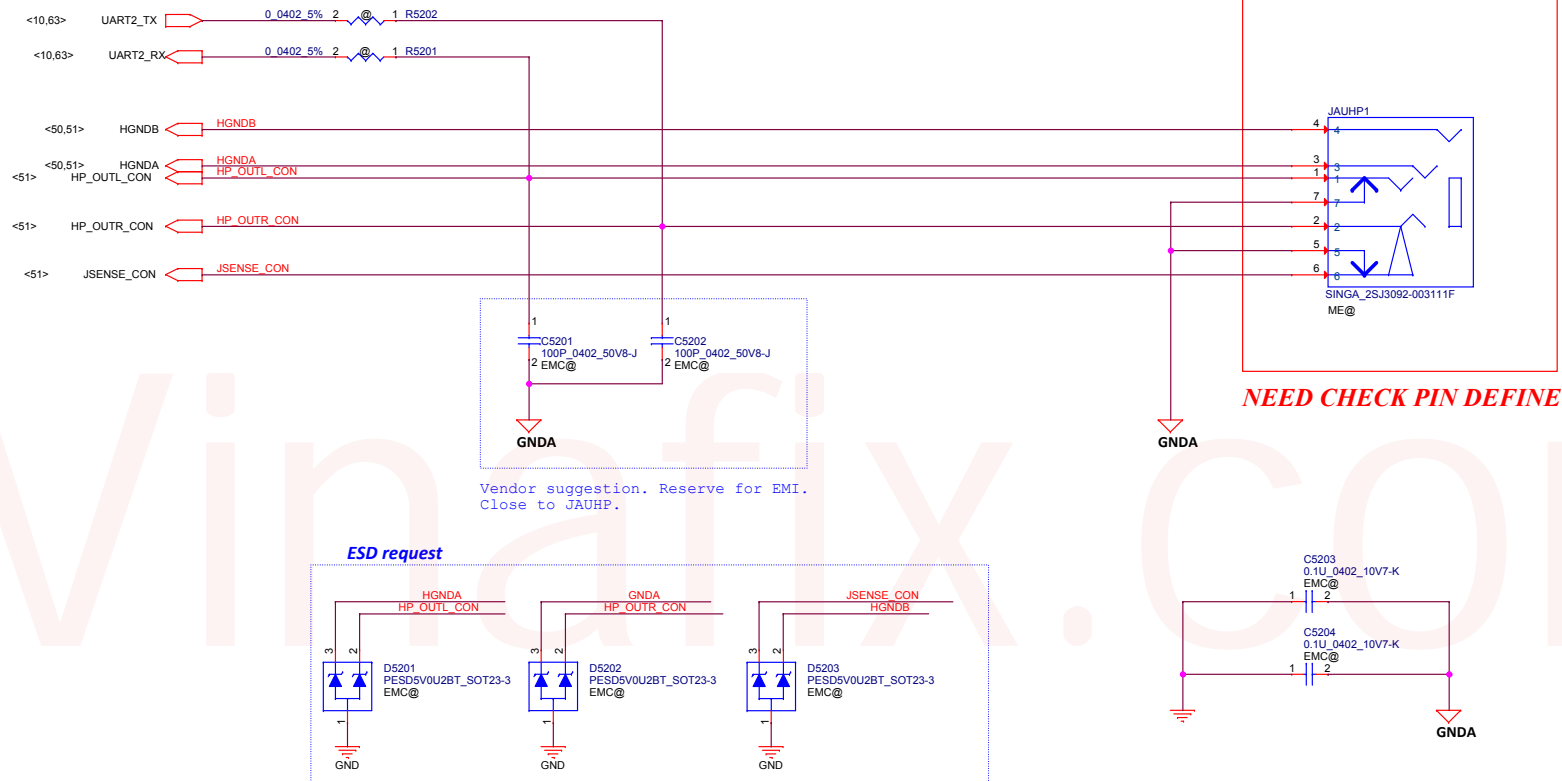 <10,63> UART2_TX 0_0402_5% 2 @ 1 R5202
<10,63> UART2_RX 0_0402_5% 2 @ 1 R5201
JAUHP1
<50,51> HGNDB HGNDB 4 4
<50,51> HGNDA HGNDA 3 3
<51> HP_OUTL_CON HP_OUTL_CON 1 1
7 7
<51> HP_OUTR_CON HP_OUTR_CON 2 2
5 5
<51> JSENSE_CON JSENSE_CON 6 6
SINGA_2SJ3092-003111F
ME@
1
C5201
100P_0402_50V8-J
2 EMC@
1
C5202
100P_0402_50V8-J
2 EMC@
NEED CHECK PIN DEFINE
GNDA
GNDA
Vendor suggestion. Reserve for EMI.
Close to JAUHP.
ESD request
HGNDA
HP_OUTL_CON
3 2
D5201
PESD5V0U2BT_SOT23-3
EMC@
1
GND
GNDA
HP_OUTR_CON
3 2
D5202
PESD5V0U2BT_SOT23-3
EMC@
1
GND
JSENSE_CON
HGNDB
3 2
D5203
PESD5V0U2BT_SOT23-3
EMC@
1
GND
C5203
0.1U_0402_10V7-K
EMC@
1 2
C5204
0.1U_0402_10V7-K
EMC@
1 2
GNDA
Vinafix.co